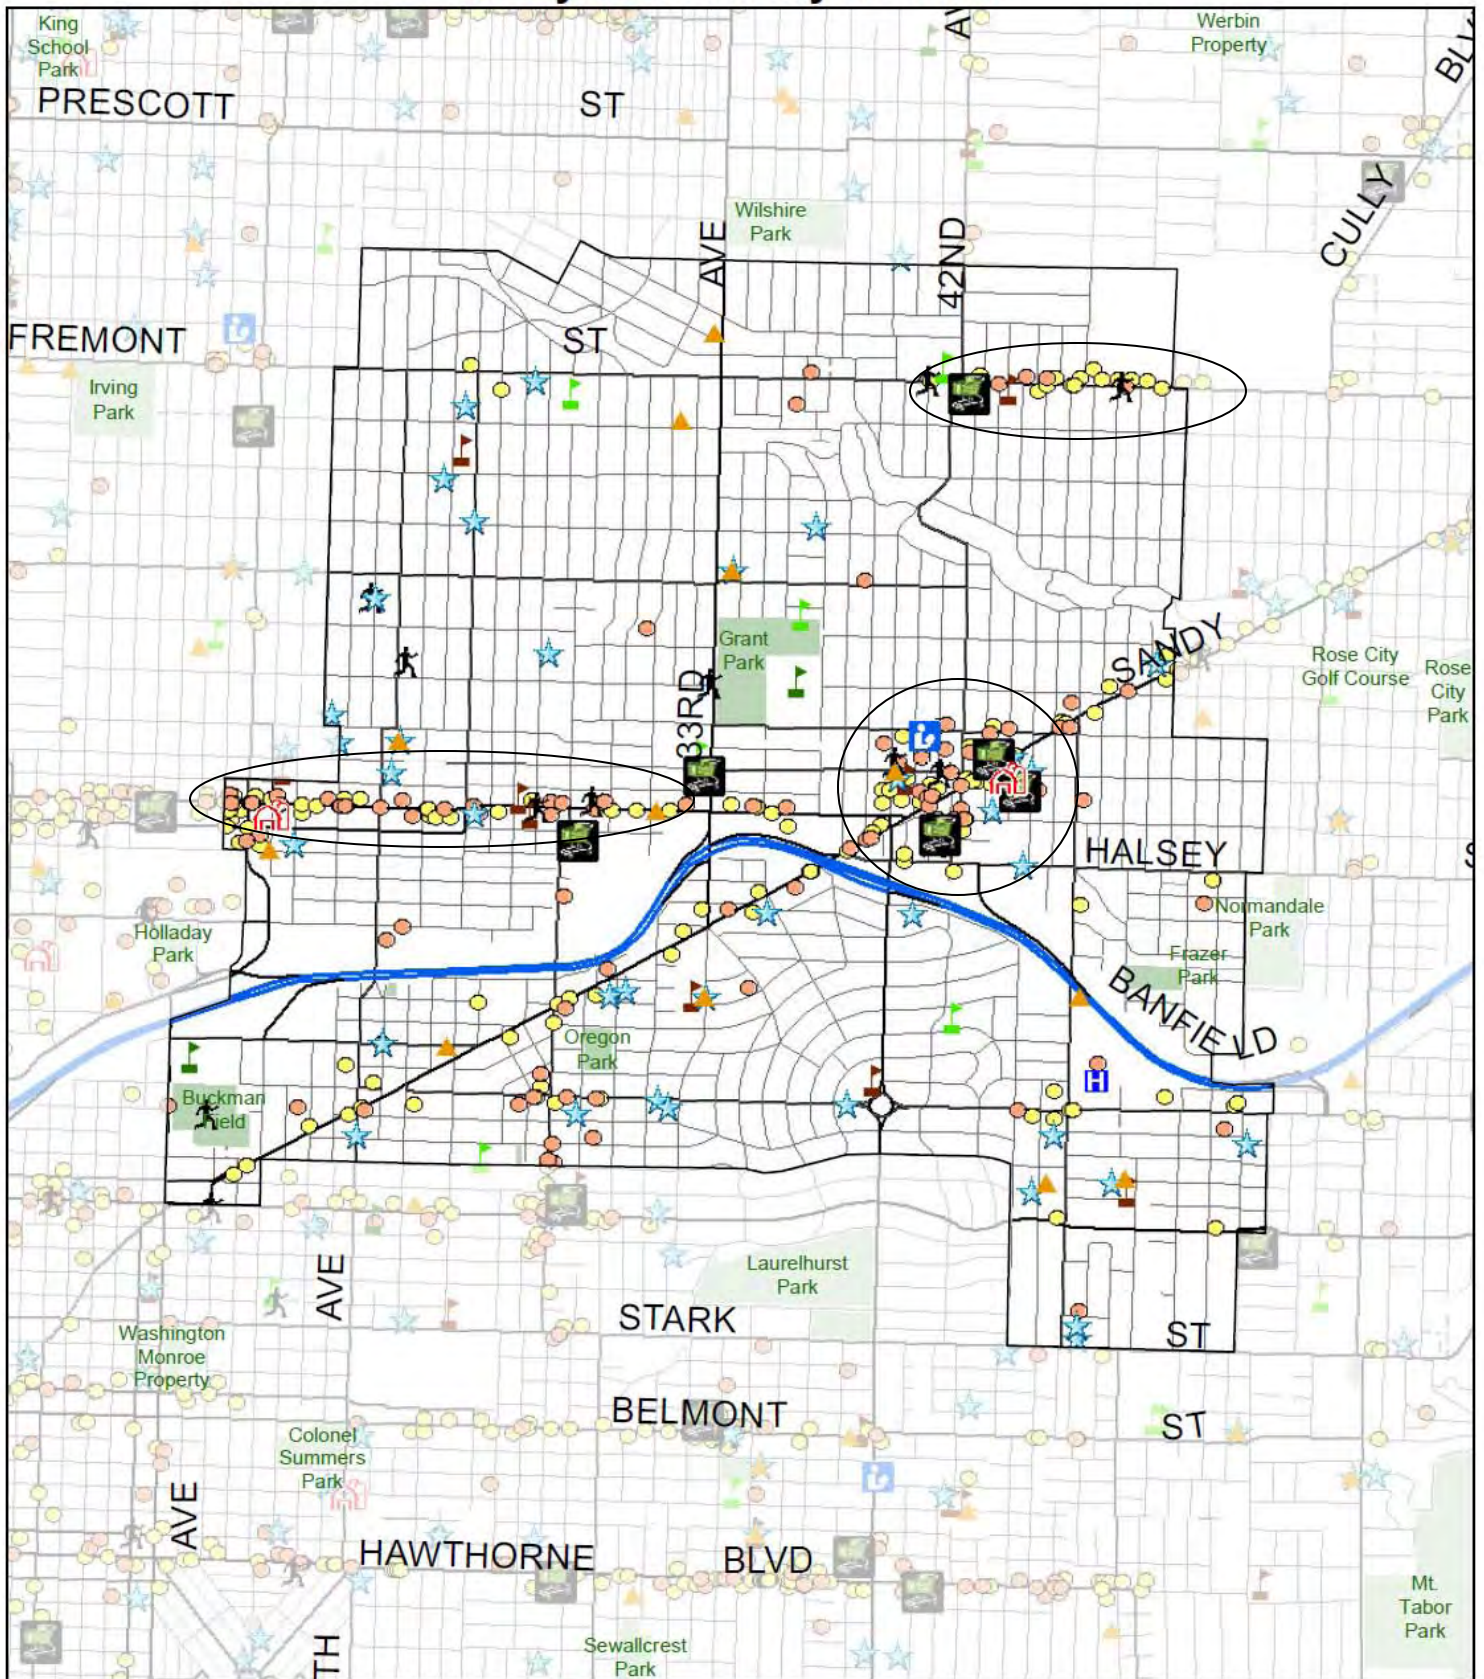 King
School
Park
AV
Werbin
Property
BLV
PRESCOTT
ST
CULLY
Wilshire
Park
AVE
42ND
FREMONT
ST
Irving
Park
Grant
Park
33RD
SANDY
Rose City
Golf Course
Rose
City
Park
HALSEY
Holladay
Park
Normandale
Park
Frazer
Park
BANFIELD
Oregon
Park
H
Buckman
Field
Laurelhurst
Park
AVE
STARK
ST
Washington
Monroe
Property
BELMONT
ST
Colonel
Summers
Park
AVE
HAWTHORNE
BLVD
Mt.
Tabor
Park
Sewallcrest
Park
TH